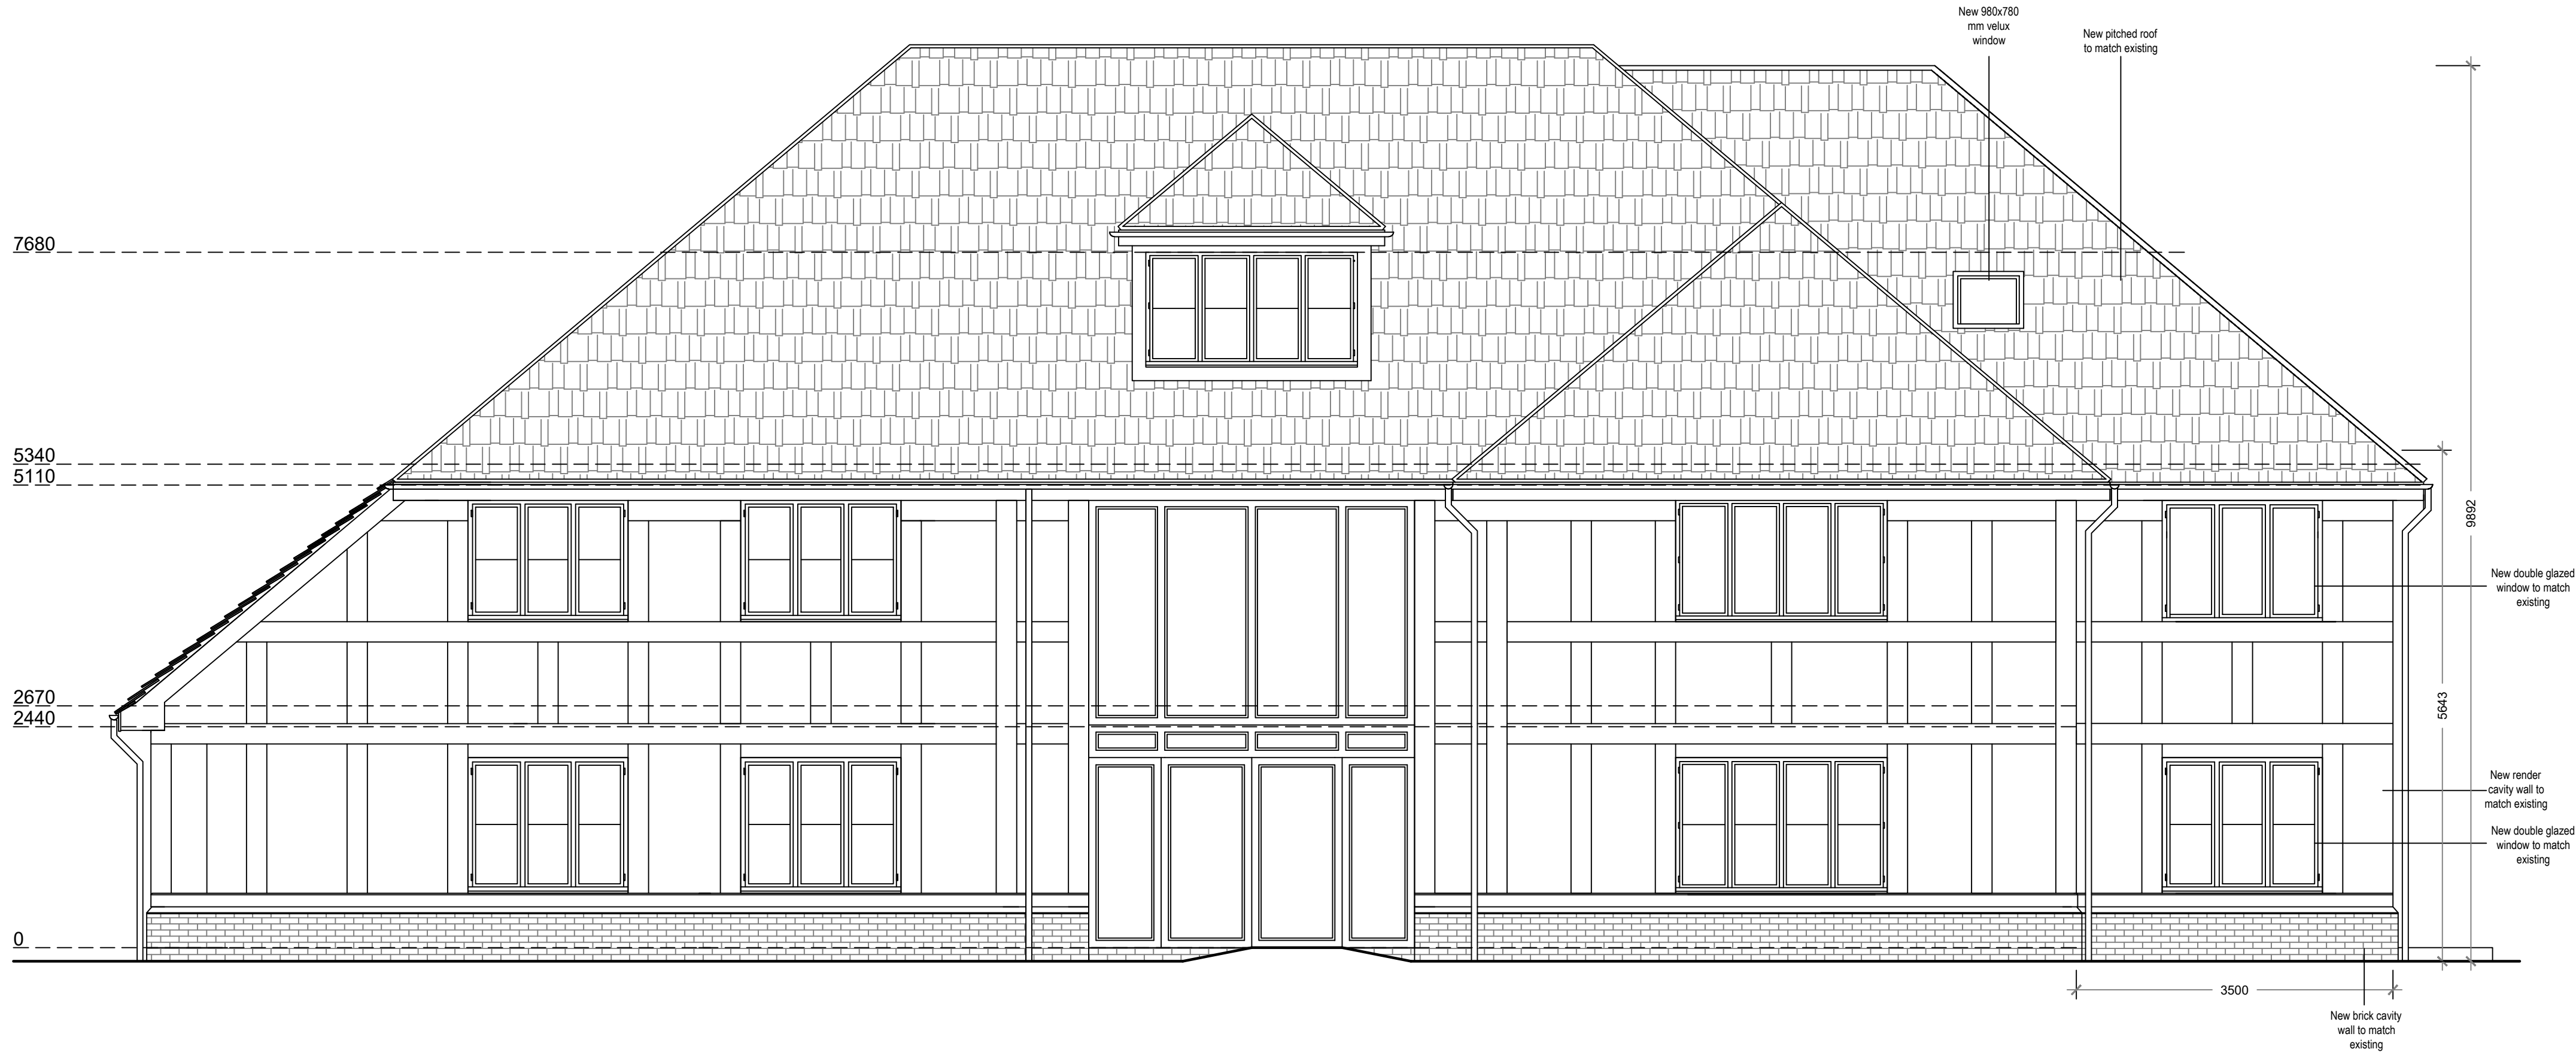 New 980x780
mm velux
window
New pitched roof
to match existing
7680
5340
5110
9892
New double glazed
window to match
existing
2670
2440
5643
New render
cavity wall to
match existing
New double glazed
window to match
existing
0
3500
New brick cavity
wall to match
existing